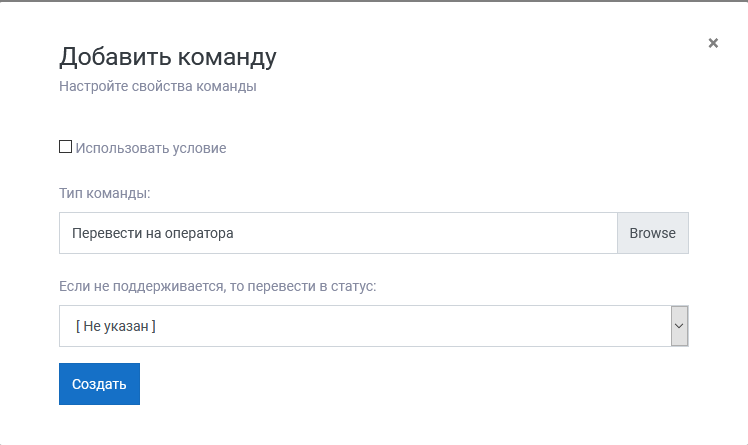 Добавить команду
×
Настройте свойства команды
Использовать условие
Тип команды:
Перевести на оператора
Browse
Если не поддерживается, то перевести в статус:
[ Не указан ]
Создать